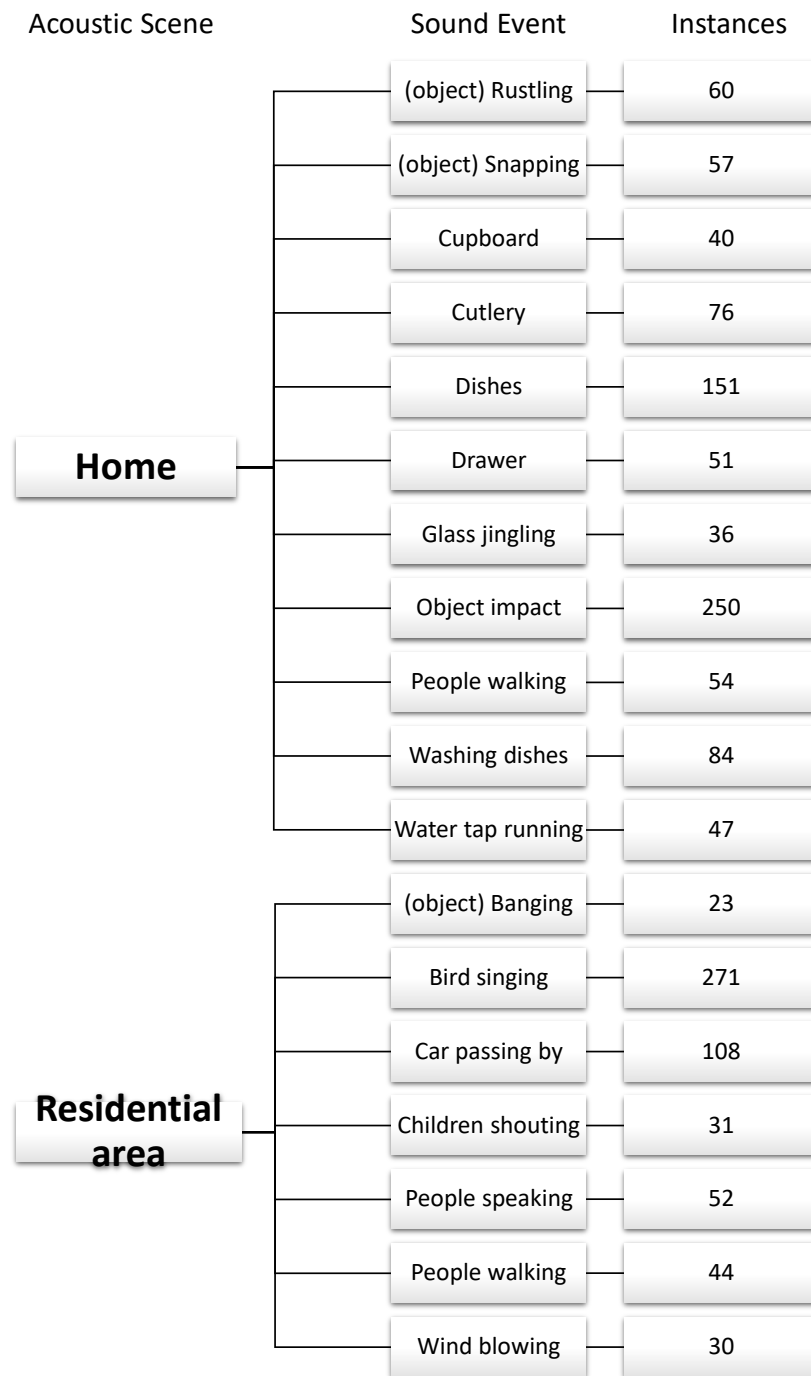 Acoustic Scene Sound Event Instances
(object) Rustling 60
(object) Snapping 57
Cupboard 40
Cutlery 76
Dishes 151
Home
Drawer 51
Glass jingling 36
Object impact 250
People walking 54
Washing dishes 84
Water tap running 47
(object) Banging 23
Bird singing 271
Car passing by 108
Residential
area
Children shouting 31
People speaking 52
People walking 44
Wind blowing 30